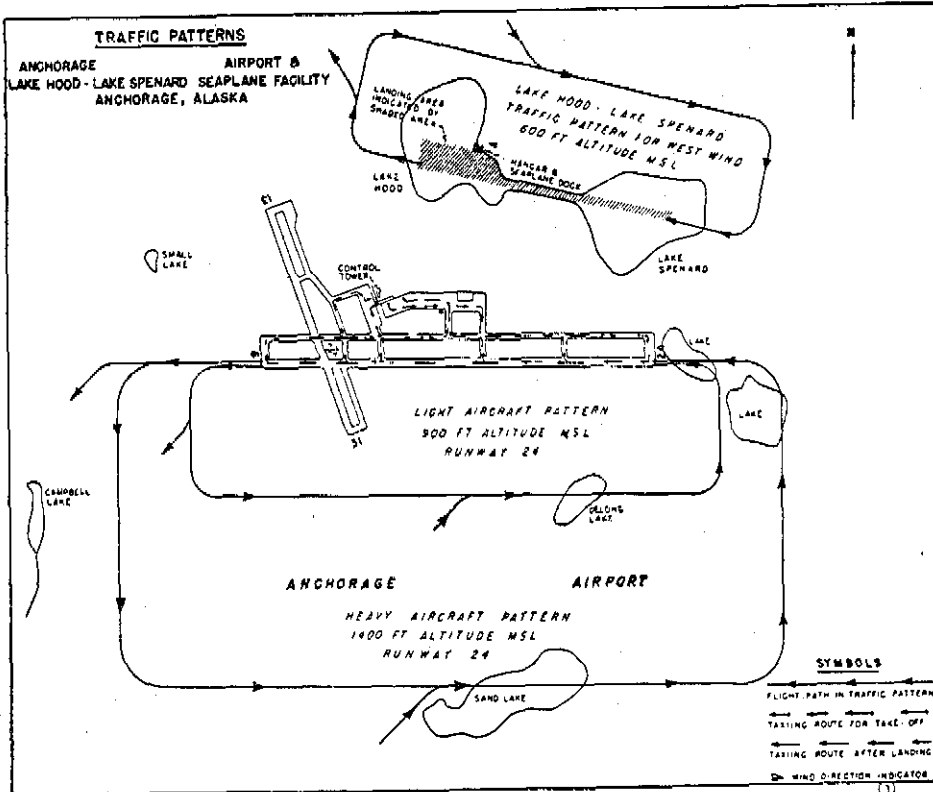 TRAFFIC PATTERNS
ANCHORAGE AIRPORT &
LAKE HOOD - LAKE SPENARD SEAPLANE FACILITY
ANCHORAGE, ALASKA
N
LANDING AREA
INDICATED BY
SHADED AREA
LAKE HOOD - LAKE SPENARD
TRAFFIC PATTERN FOR WEST WIND
600 FT ALTITUDE MSL
HANGAR &
SEAPLANE DOCK
LAKE
HOOD
LAKE
SPENARD
13
SMALL
LAKE
CONTROL
TOWER
LAKE
LAKE
LIGHT AIRCRAFT PATTERN
900 FT ALTITUDE MSL
RUNWAY 24
31
CAMPBELL
LAKE
DELONG
LAKE
ANCHORAGE AIRPORT
HEAVY AIRCRAFT PATTERN
1400 FT ALTITUDE MSL
RUNWAY 24
SAND LAKE
SYMBOLS
FLIGHT PATH IN TRAFFIC PATTERN
TAXIING ROUTE FOR TAKE-OFF
TAXIING ROUTE AFTER LANDING
WIND DIRECTION INDICATOR